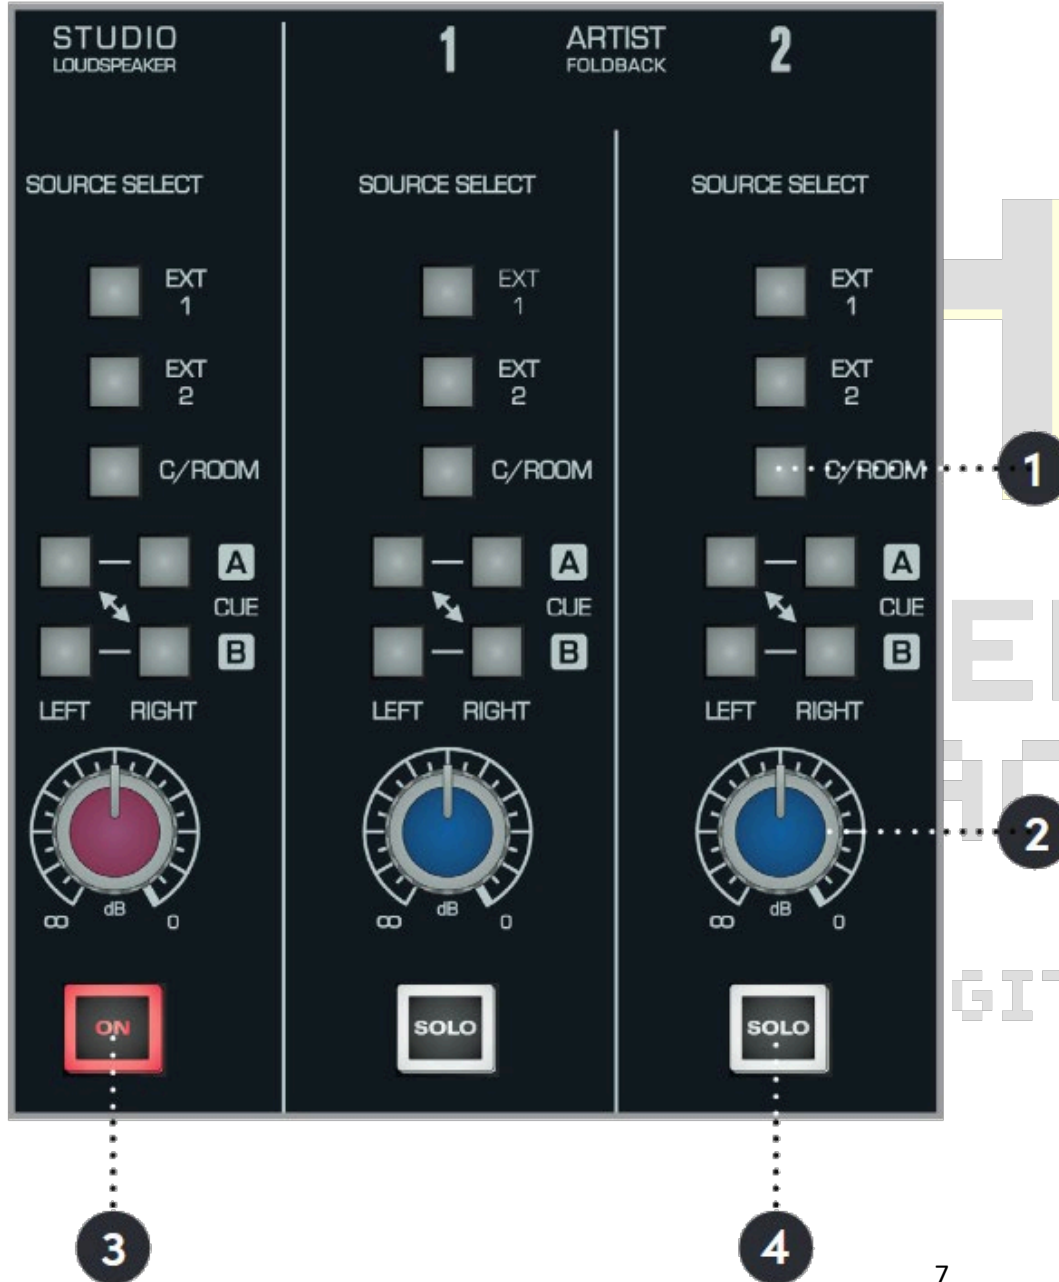 STUDIO
LOUDSPEAKER
1
ARTIST
FOLDBACK
2
SOURCE SELECT
SOURCE SELECT
SOURCE SELECT
EXT
1
EXT
1
EXT
1
EXT
2
EXT
2
EXT
2
C/ROOM
C/ROOM
C/ROOM
1
A
CUE
B
A
CUE
B
A
CUE
B
LEFT RIGHT
LEFT RIGHT
LEFT RIGHT
2
∞ dB 0
∞ dB 0
∞ dB 0
ON
SOLO
SOLO
3
4
7